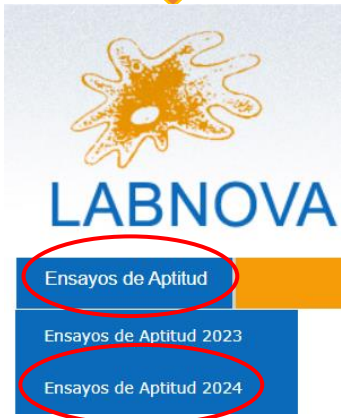 LABNOVA
Ensayos de Aptitud
Ensayos de Aptitud 2023
Ensayos de Aptitud 2024